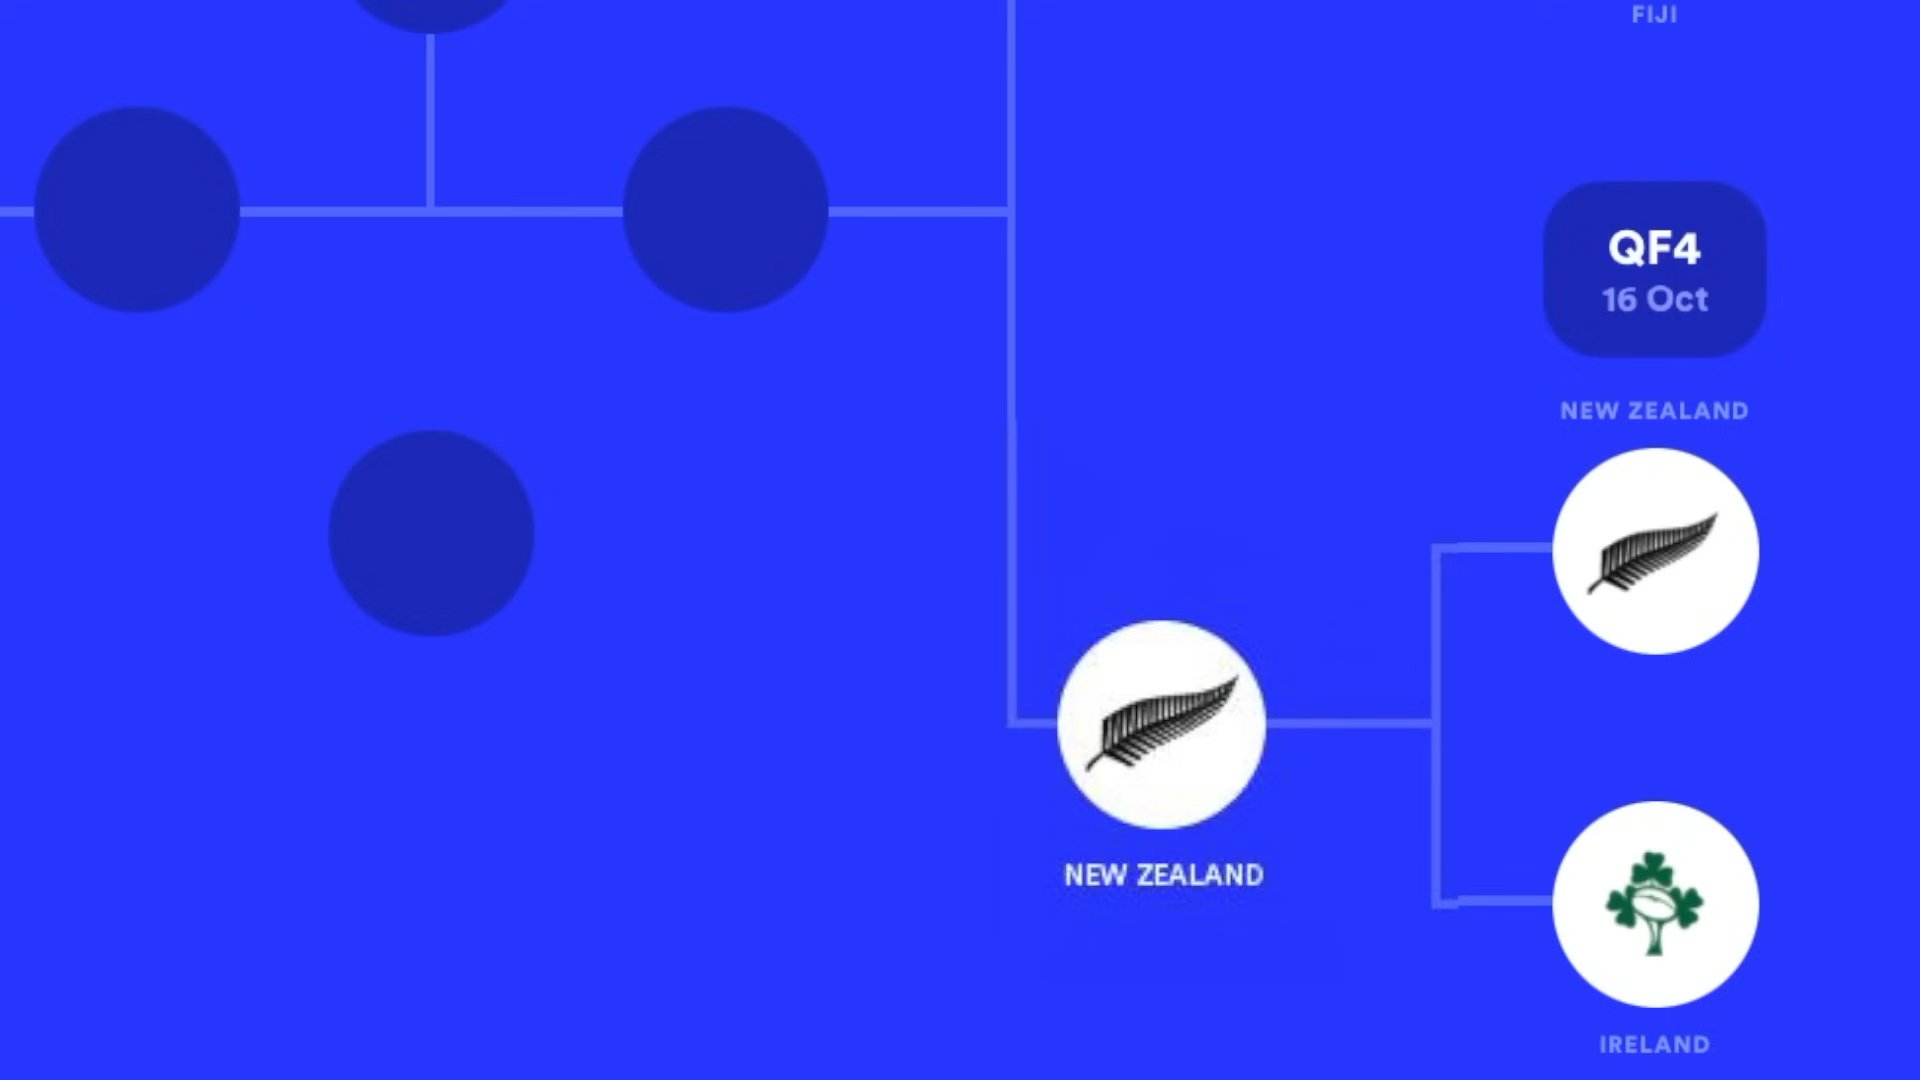 FIJI
QF4
16 Oct
NEW ZEALAND
NEW ZEALAND
IRELAND